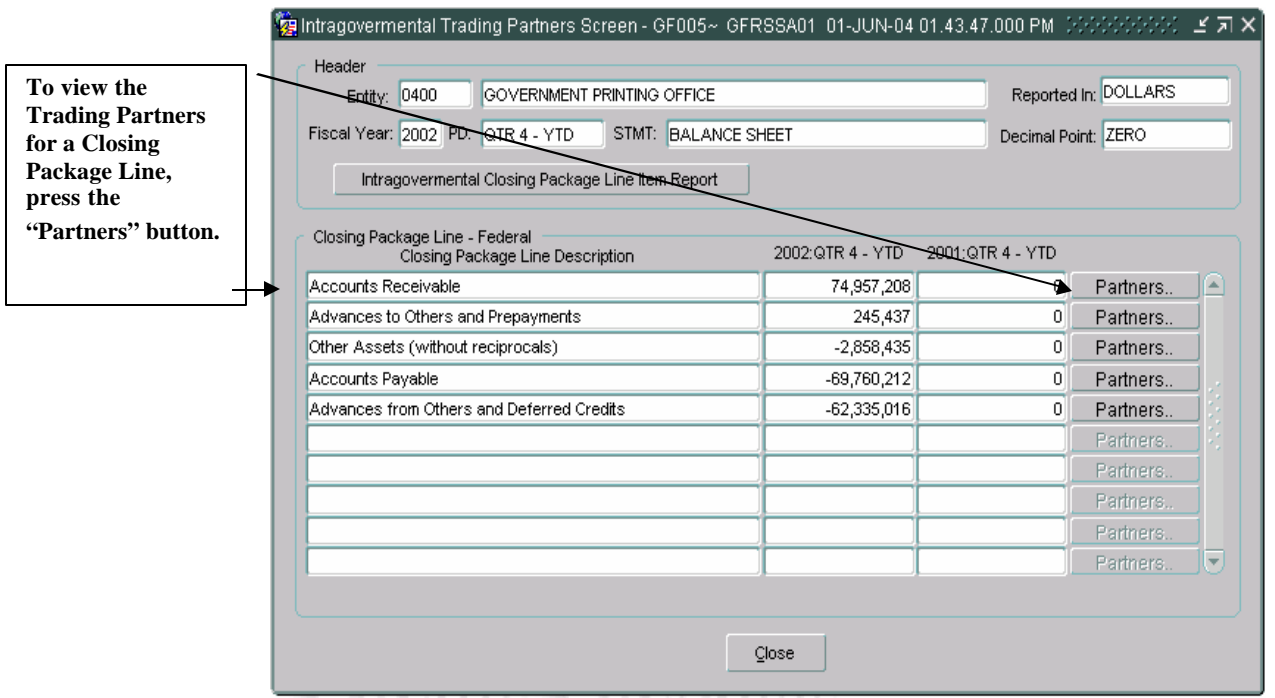 Intragovermental Trading Partners Screen - GF005~ GFRSSA01 01-JUN-04 01.43.47.000 PM
To view the
Trading Partners
for a Closing
Package Line,
press the
“Partners” button.
Header
Entity: 0400 GOVERNMENT PRINTING OFFICE Reported In: DOLLARS
Fiscal Year: 2002 PD: QTR 4 - YTD STMT: BALANCE SHEET Decimal Point: ZERO
Intragovermental Closing Package Line Item Report
Closing Package Line - Federal
Closing Package Line Description 2002:QTR 4 - YTD 2001:QTR 4 - YTD
Accounts Receivable 74,957,208 0 Partners..
Advances to Others and Prepayments 245,437 0 Partners..
Other Assets (without reciprocals) -2,858,435 0 Partners..
Accounts Payable -69,760,212 0 Partners..
Advances from Others and Deferred Credits -62,335,016 0 Partners..
Partners..
Partners..
Partners..
Partners..
Partners..
Close